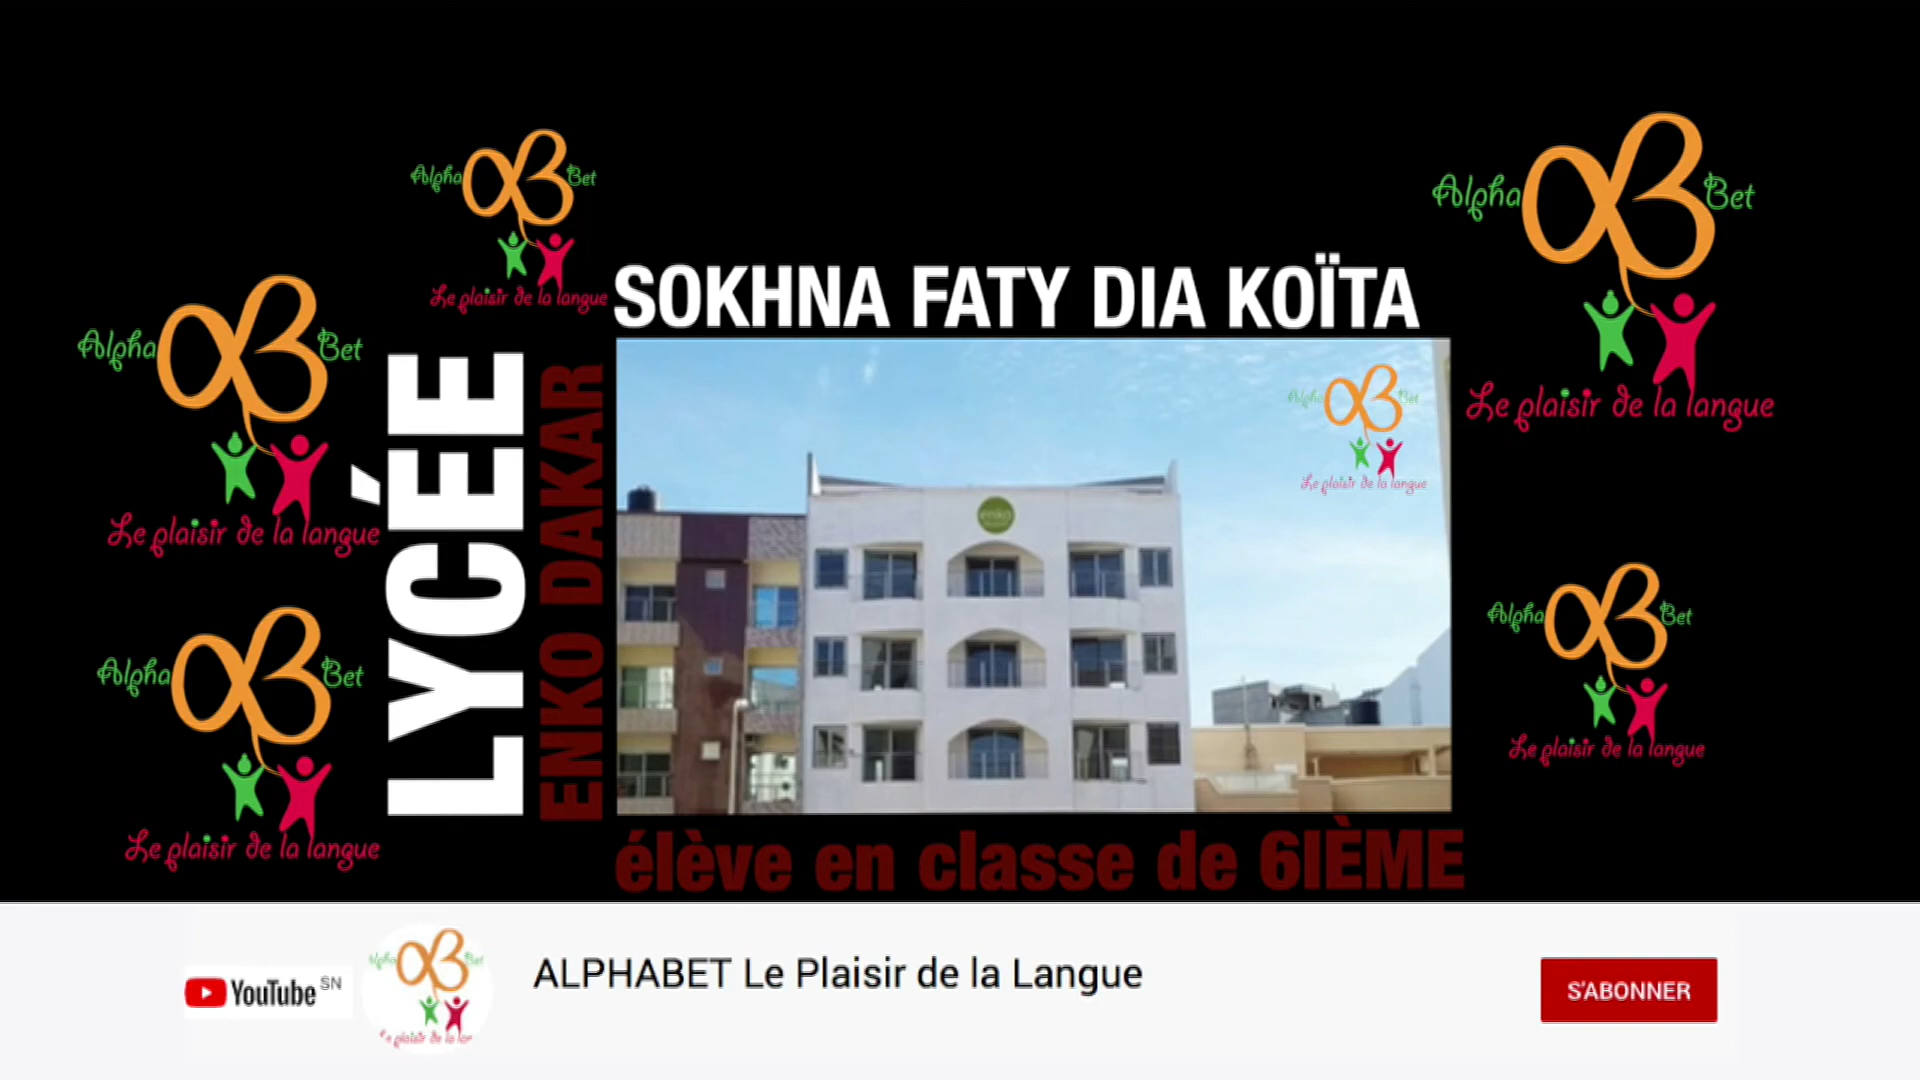 Alpha Bet
Le plaisir de la langue
Alpha Bet
Le plaisir de la langue
SOKHNA FATY DIA KOÏTA
Alpha Bet
Le plaisir de la langue
LYCÉE
ENKO DAKAR
Alpha Bet
Le plaisir de la langue
enko
Alpha Bet
Le plaisir de la langue
Alpha Bet
Le plaisir de la langue
élève en classe de 6IÈME
YouTube SN
ALPHABET Le Plaisir de la Langue
S'ABONNER